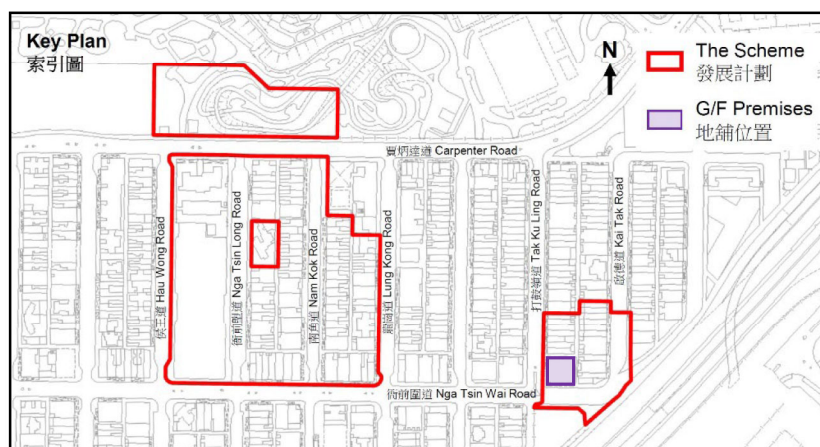 Key Plan
索引圖
N
The Scheme
發展計劃
G/F Premises
地舖位置
賈炳達道 Carpenter Road
侯王道 Hau Wong Road
衙前塱道 Nga Tsin Long Road
南角道 Nam Kok Road
龍崗道 Lung Kong Road
打鼓嶺道 Tak Ku Ling Road
啟德道 Kai Tak Road
衙前圍道 Nga Tsin Wai Road